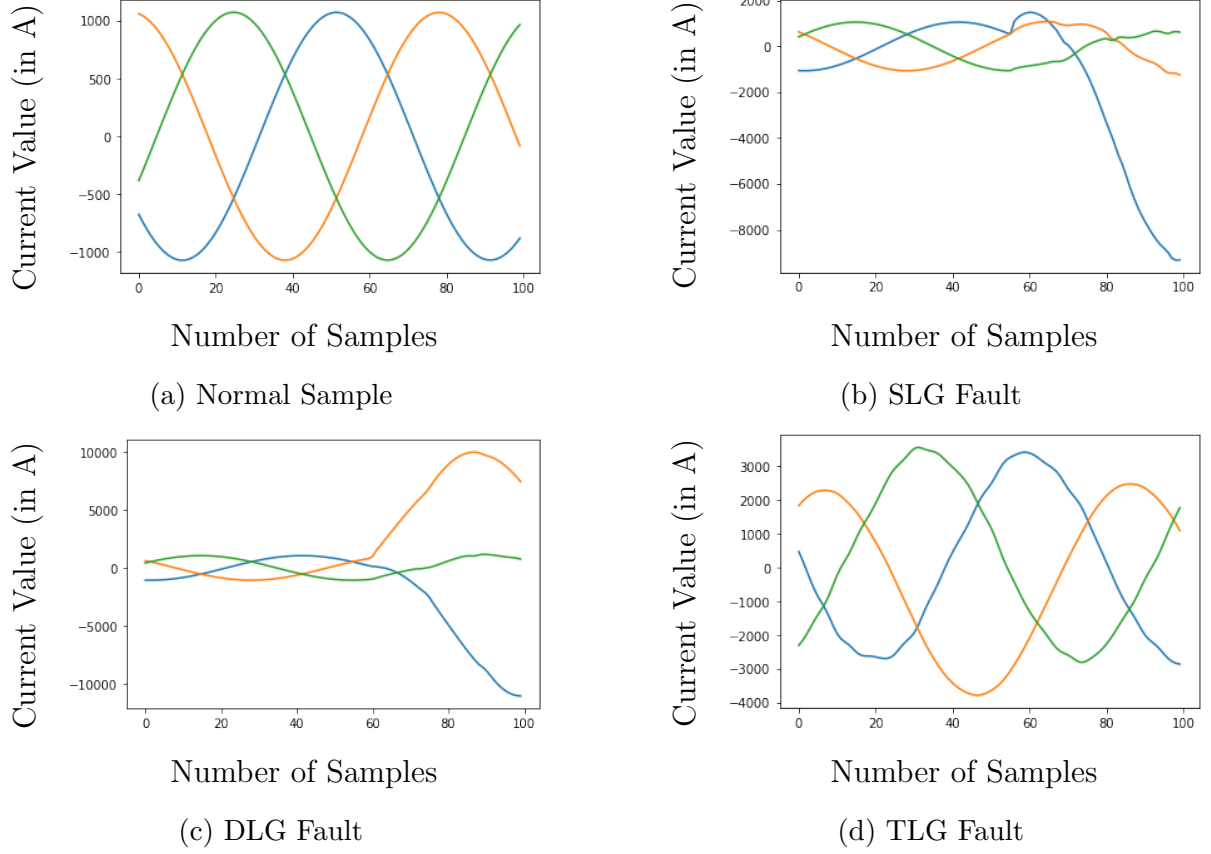 Current Value (in A)
1000
500
0
−500
−1000
0 20 40 60 80 100
Number of Samples
(a) Normal Sample
Current Value (in A)
2000
0
−2000
−4000
−6000
−8000
0 20 40 60 80 100
Number of Samples
(b) SLG Fault
Current Value (in A)
10000
5000
0
−5000
−10000
0 20 40 60 80 100
Number of Samples
(c) DLG Fault
Current Value (in A)
3000
2000
1000
0
−1000
−2000
−3000
−4000
0 20 40 60 80 100
Number of Samples
(d) TLG Fault